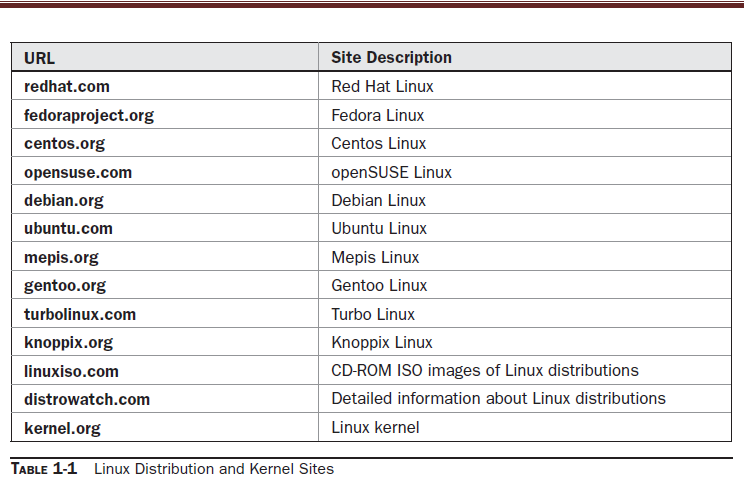 URL Site Description
redhat.com Red Hat Linux
fedoraproject.org Fedora Linux
centos.org Centos Linux
opensuse.com openSUSE Linux
debian.org Debian Linux
ubuntu.com Ubuntu Linux
mepis.org Mepis Linux
gentoo.org Gentoo Linux
turbolinux.com Turbo Linux
knoppix.org Knoppix Linux
linuxiso.com CD-ROM ISO images of Linux distributions
distrowatch.com Detailed information about Linux distributions
kernel.org Linux kernel
TABLE 1-1 Linux Distribution and Kernel Sites